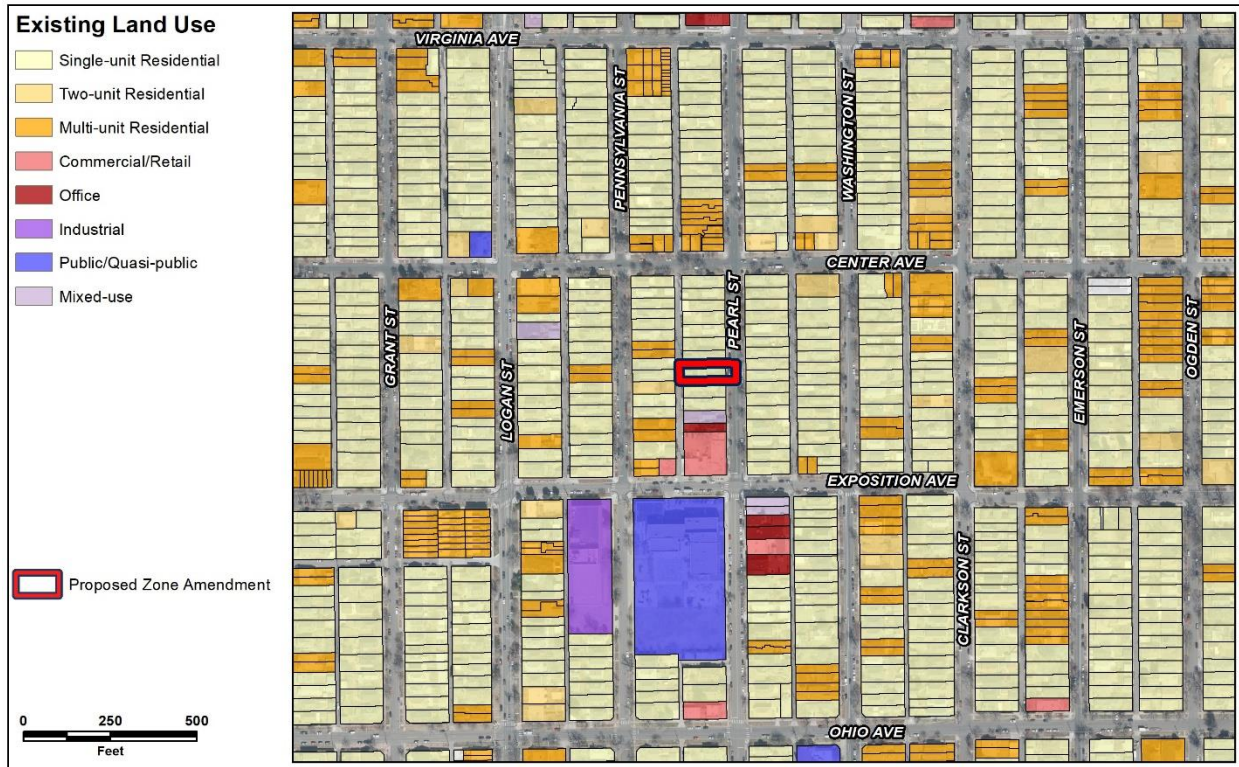 Existing Land Use
Single-unit Residential
Two-unit Residential
Multi-unit Residential
Commercial/Retail
Office
Industrial
Public/Quasi-public
Mixed-use
Proposed Zone Amendment
0 250 500
Feet
VIRGINIA AVE
PENNSYLVANIA ST
WASHINGTON ST
CENTER AVE
GRANT ST
LOGAN ST
PEARL ST
EMERSON ST
OGDEN ST
EXPOSITION AVE
CLARKSON ST
OHIO AVE